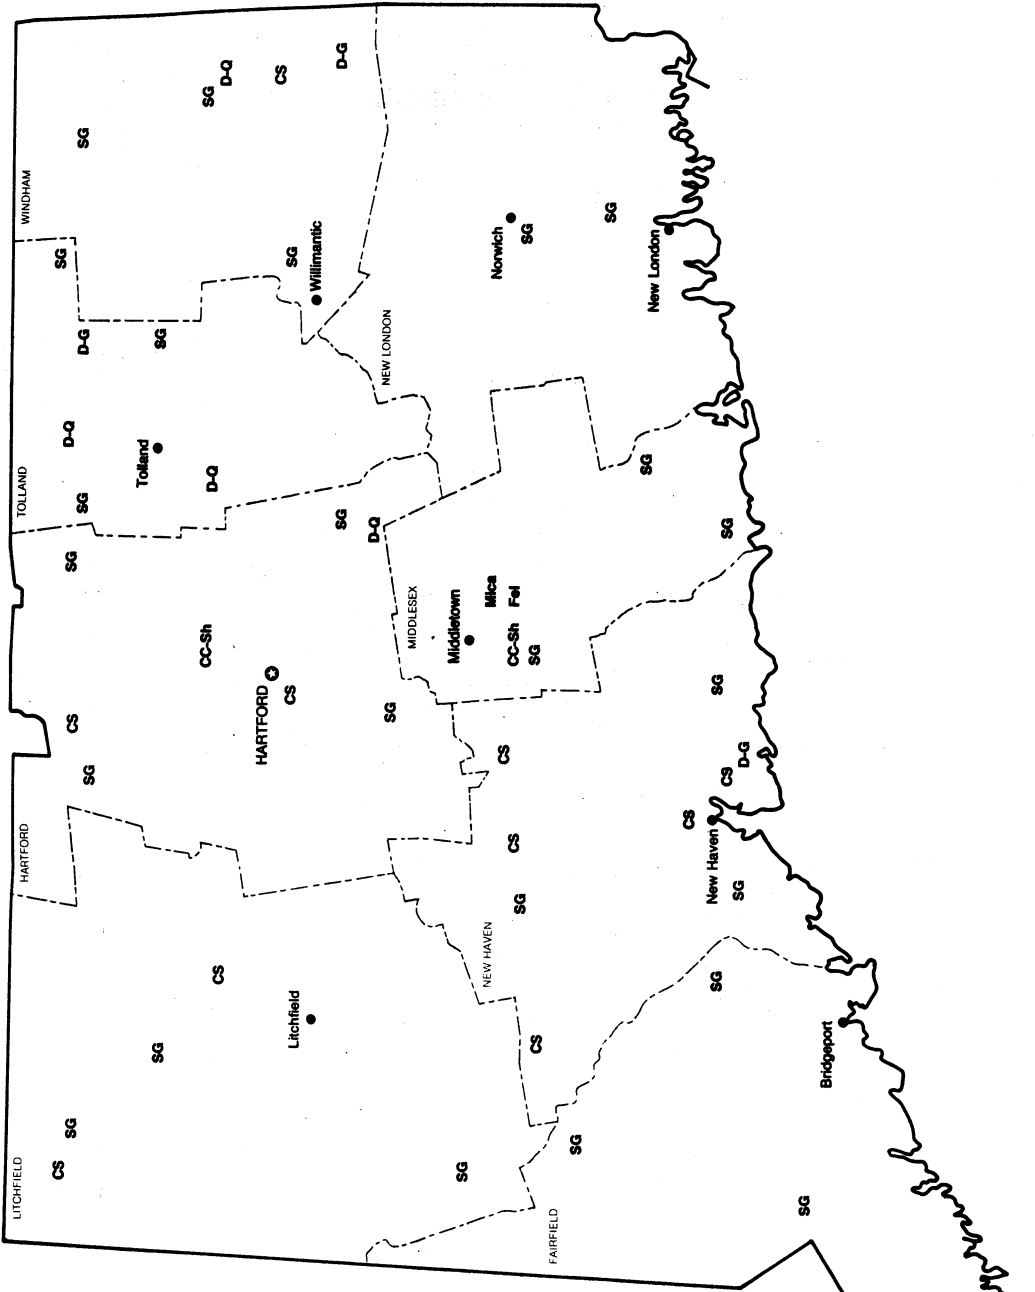 LITCHFIELD
HARTFORD
TOLLAND
WINDHAM
CS
SG
SG
CS
SG
CS
SG
SG
D-Q
D-G
SG
SG
SG
SG
D-Q
CS
D-G
SG
CS
Litchfield
SG
CC-Sh
HARTFORD
CS
SG
SG
D-Q
Tolland
D-Q
SG
Willimantic
NEW LONDON
MIDDLESEX
Middletown
Mica
Fel
CC-Sh
SG
Norwich
SG
SG
New London
SG
SG
NEW HAVEN
CS
SG
CS
CS
SG
CS
D-G
CS
New Haven
SG
FAIRFIELD
SG
SG
SG
Bridgeport